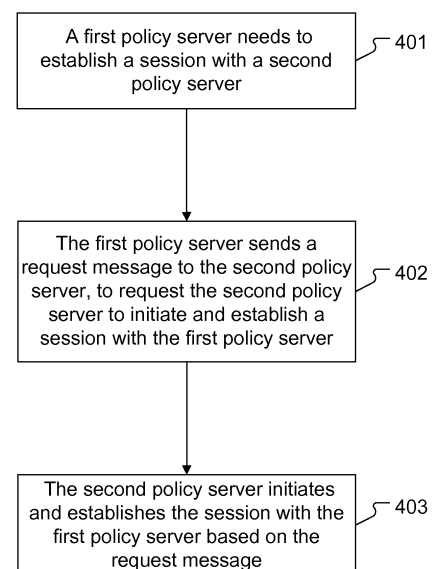 A first policy server needs to
establish a session with a second
policy server
401
The first policy server sends a
request message to the second policy
server, to request the second policy
server to initiate and establish a
session with the first policy server
402
The second policy server initiates
and establishes the session with the
first policy server based on the
request message
403